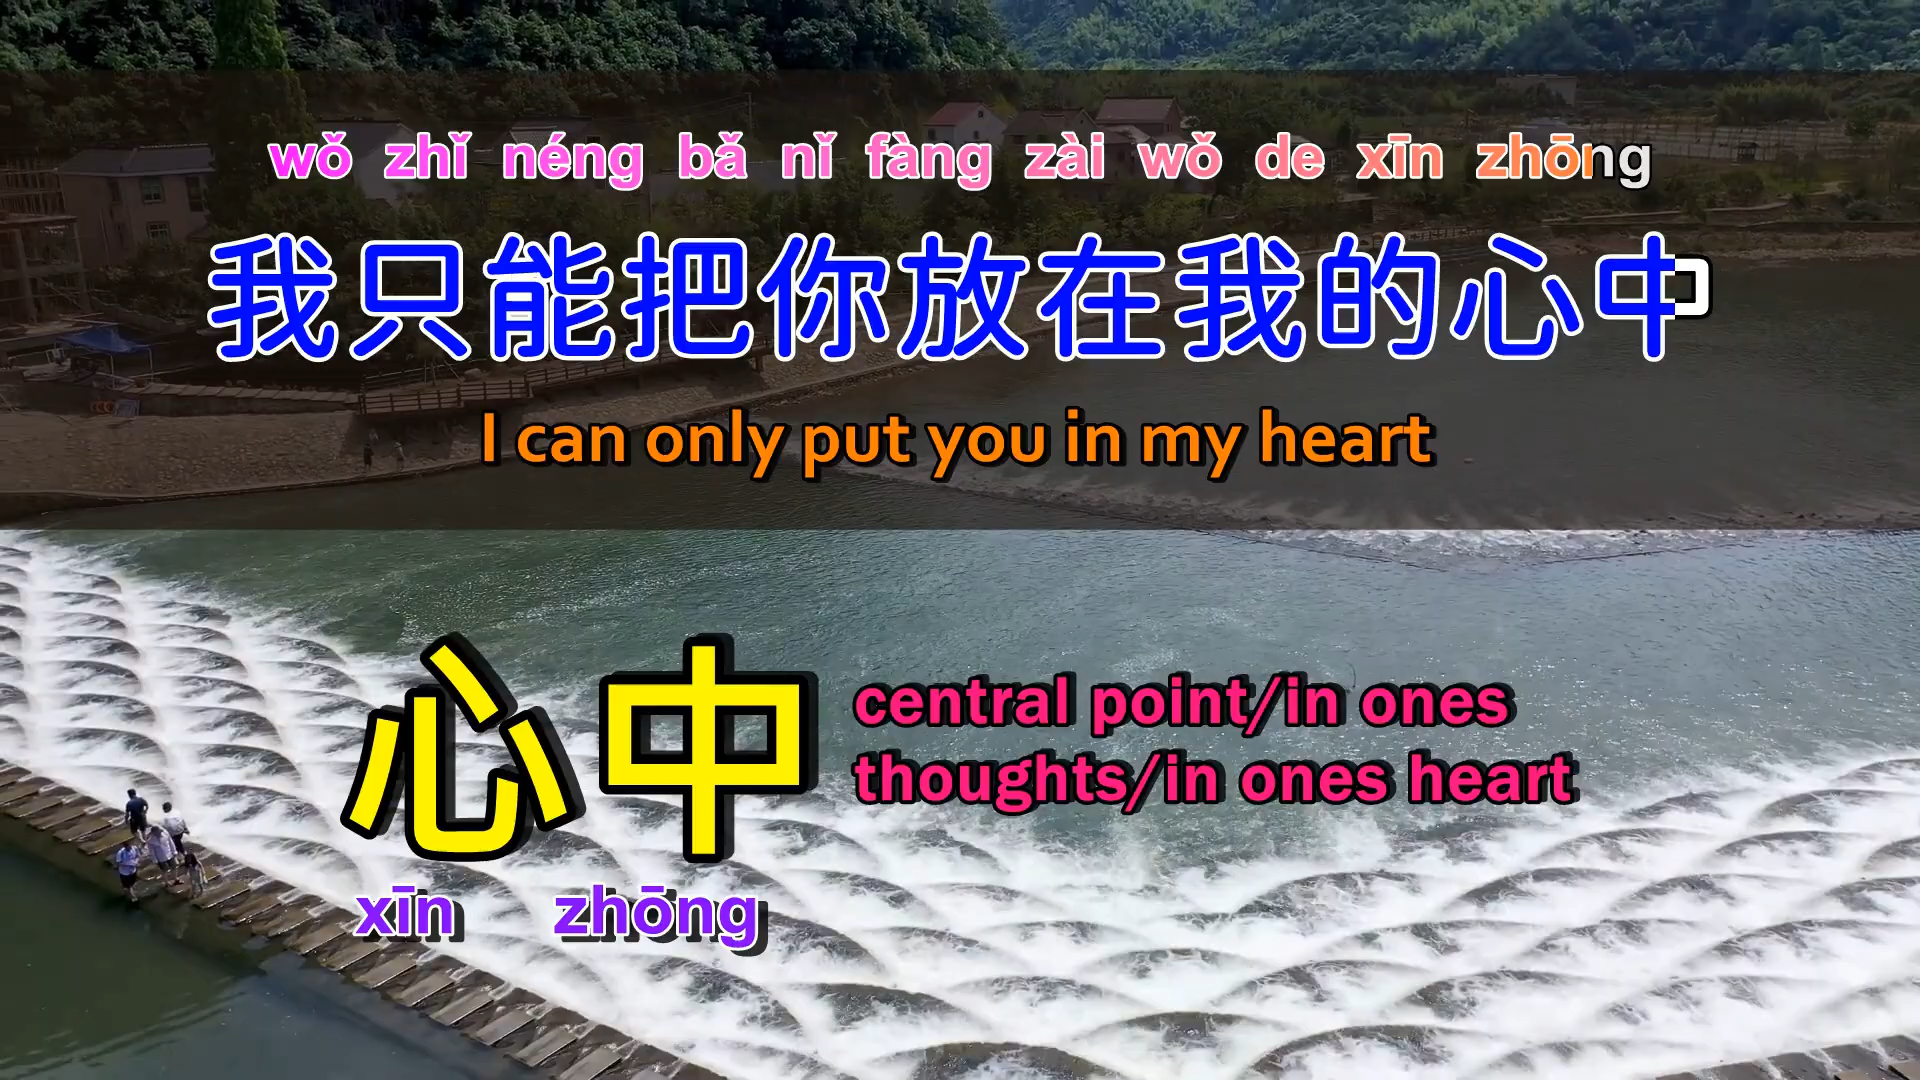 wǒ zhǐ néng bǎ nǐ fàng zài wǒ de xīn zhōng
我只能把你放在我的心中
I can only put you in my heart
心中
central point/in ones
thoughts/in ones heart
xīn zhōng